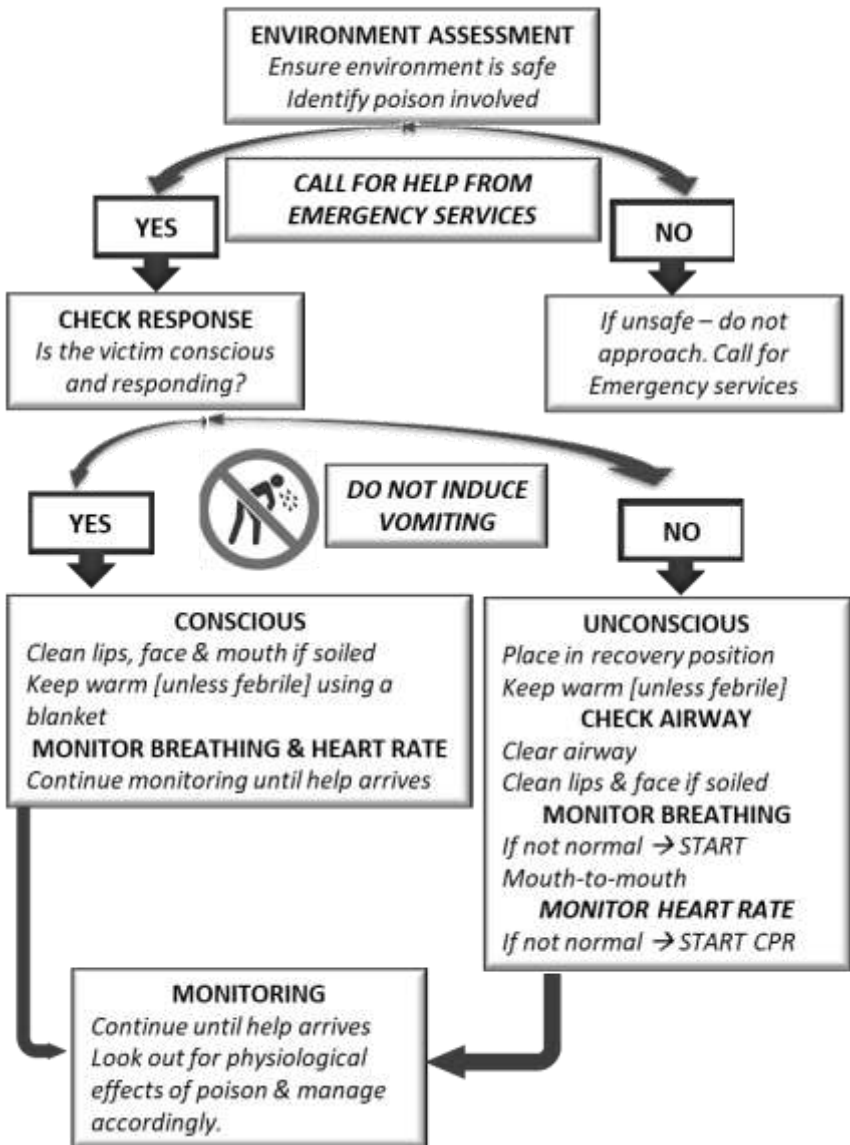 ENVIRONMENT ASSESSMENT
Ensure environment is safe
Identify poison involved
CALL FOR HELP FROM
EMERGENCY SERVICES
YES
NO
CHECK RESPONSE
Is the victim conscious
and responding?
If unsafe – do not
approach. Call for
Emergency services
DO NOT INDUCE
VOMITING
YES
NO
CONSCIOUS
Clean lips, face & mouth if soiled
Keep warm [unless febrile] using a
blanket
MONITOR BREATHING & HEART RATE
Continue monitoring until help arrives
UNCONSCIOUS
Place in recovery position
Keep warm [unless febrile]
CHECK AIRWAY
Clear airway
Clean lips & face if soiled
MONITOR BREATHING
If not normal → START
Mouth-to-mouth
MONITOR HEART RATE
If not normal → START CPR
MONITORING
Continue until help arrives
Look out for physiological
effects of poison & manage
accordingly.